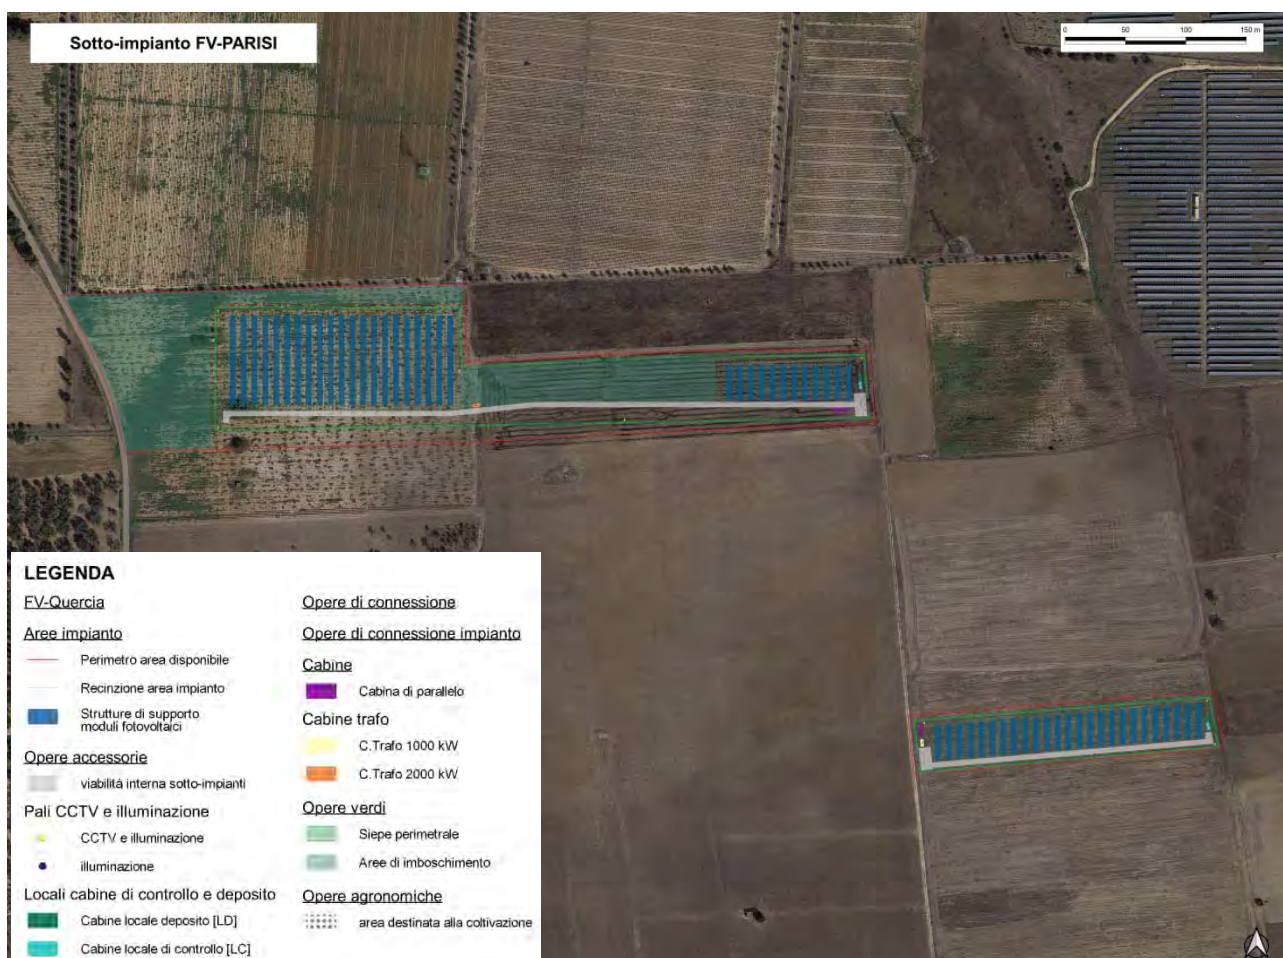 Sotto-impianto FV-PARISI
0 50 100 150 m
LEGENDA
FV-Quercia
Aree impianto
Perimetro area disponibile
Recinzione area impianto
Strutture di supporto
moduli fotovoltaici
Opere accessorie
viabilità interna sotto-impianti
Pali CCTV e illuminazione
CCTV e illuminazione
illuminazione
Locali cabine di controllo e deposito
Cabine locale deposito [LD]
Cabine locale di controllo [LC]
Opere di connessione
Opere di connessione impianto
Cabine
Cabina di parallelo
Cabine trafo
C.Trafo 1000 kW
C.Trafo 2000 kW
Opere verdi
Siepe perimetrale
Aree di imboschimento
Opere agronomiche
area destinata alla coltivazione